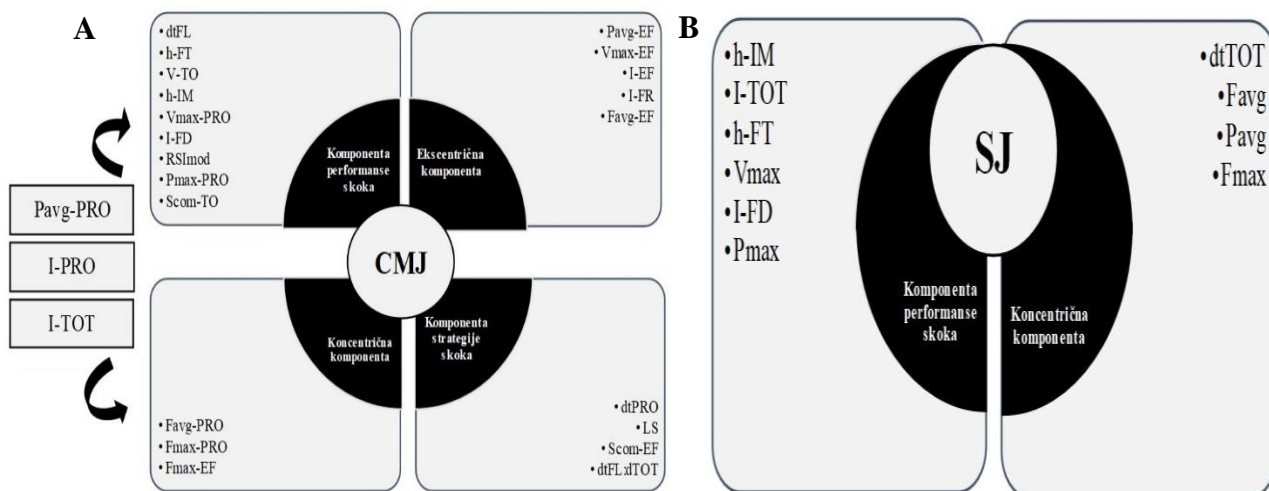 A
• dtFL
• h-FT
• V-TO
• h-IM
• Vmax-PRO
• I-FD
• RSImod
• Pmax-PRO
• Scom-TO
• Pavg-EF
• Vmax-EF
• I-EF
• I-FR
• Favg-EF
Komponenta
performanse
skoka
Ekscentrična
komponenta
Pavg-PRO
I-PRO
I-TOT
CMJ
Koncentrična
komponenta
Komponenta
strategije
skoka
• Favg-PRO
• Fmax-PRO
• Fmax-EF
• dtPRO
• LS
• Scom-EF
• dtFL:dTOT
B
•h-IM
•I-TOT
•h-FT
•Vmax
•I-FD
•Pmax
•dtTOT
•Favg
•Pavg
•Fmax
SJ
Komponenta
performanse
skoka
Koncentrična
komponenta